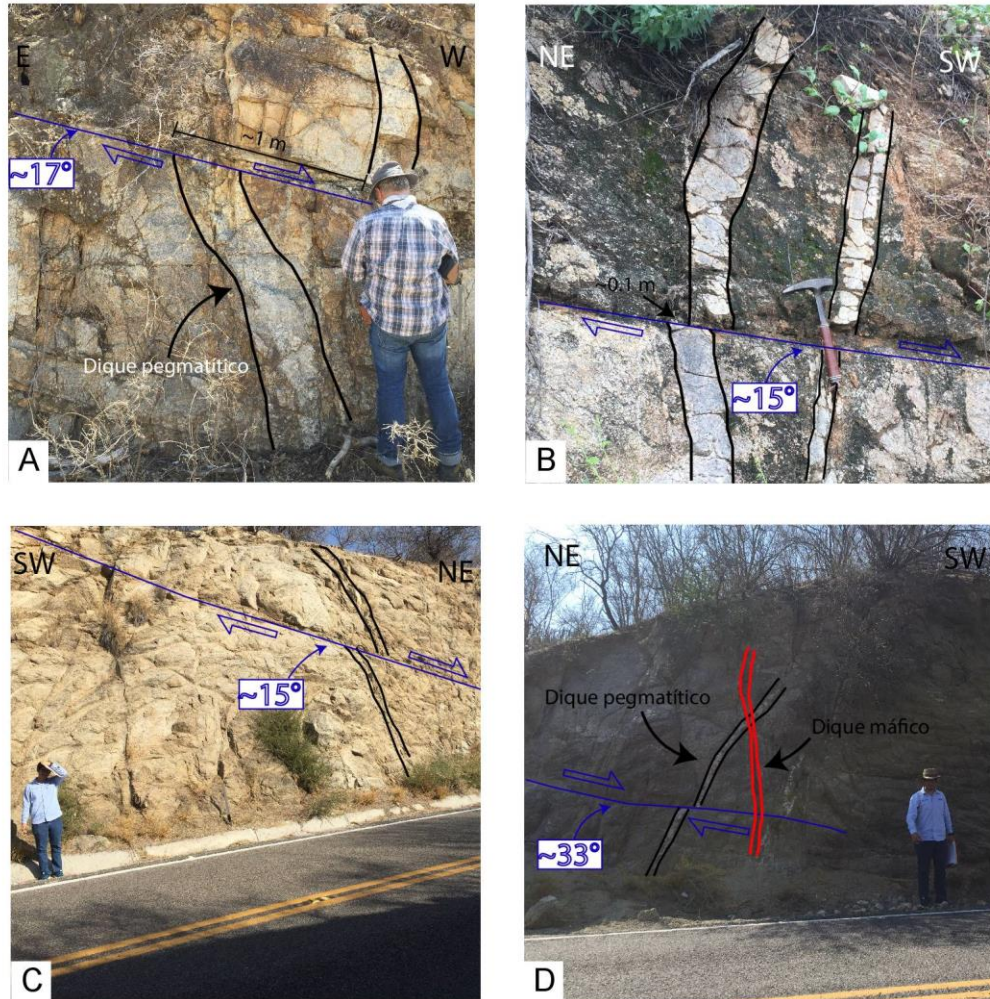 E
W
~1 m
~17°
Dique pegmatítico
A
NE
SW
~0.1 m
~15°
B
SW
NE
~15°
C
NE
SW
Dique pegmatítico
Dique máfico
~33°
D